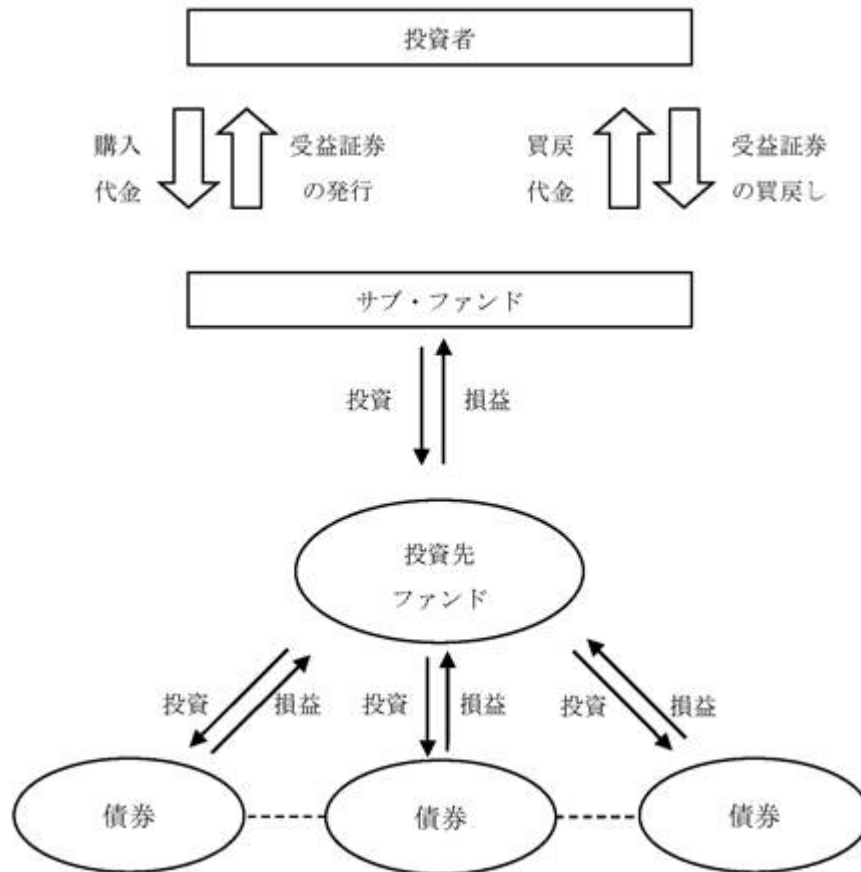 投資者
購入
代金
受益証券
の発行
買戻
代金
受益証券
の買戻し
サブ・ファンド
投資
損益
投資先
ファンド
投資
損益
投資
損益
投資
損益
債券
債券
債券